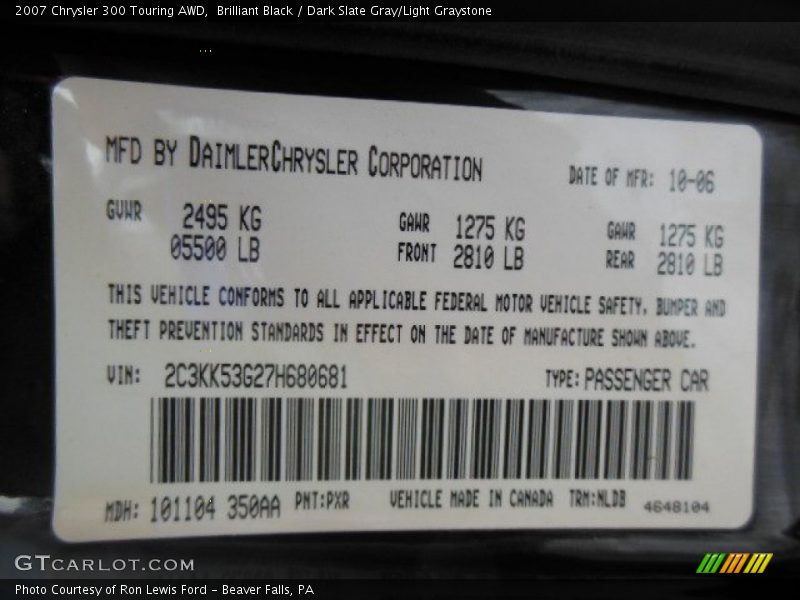 2007 Chrysler 300 Touring AWD,  Brilliant Black / Dark Slate Gray/Light Graystone
MFD BY DAIMLERCHRYSLER CORPORATION
DATE OF MFR: 10-06
GVWR 2495 KG
05500 LB
GAWR 1275 KG
FRONT 2810 LB
GAWR 1275 KG
REAR 2810 LB
THIS VEHICLE CONFORMS TO ALL APPLICABLE FEDERAL MOTOR VEHICLE SAFETY, BUMPER AND
THEFT PREVENTION STANDARDS IN EFFECT ON THE DATE OF MANUFACTURE SHOWN ABOVE.
VIN: 2C3KK53G27H680681
TYPE: PASSENGER CAR
MDH: 101104 350AA PNT:PXR VEHICLE MADE IN CANADA TRM:NLDB 4648104
GTCARLOT.COM
Photo Courtesy of Ron Lewis Ford - Beaver Falls, PA